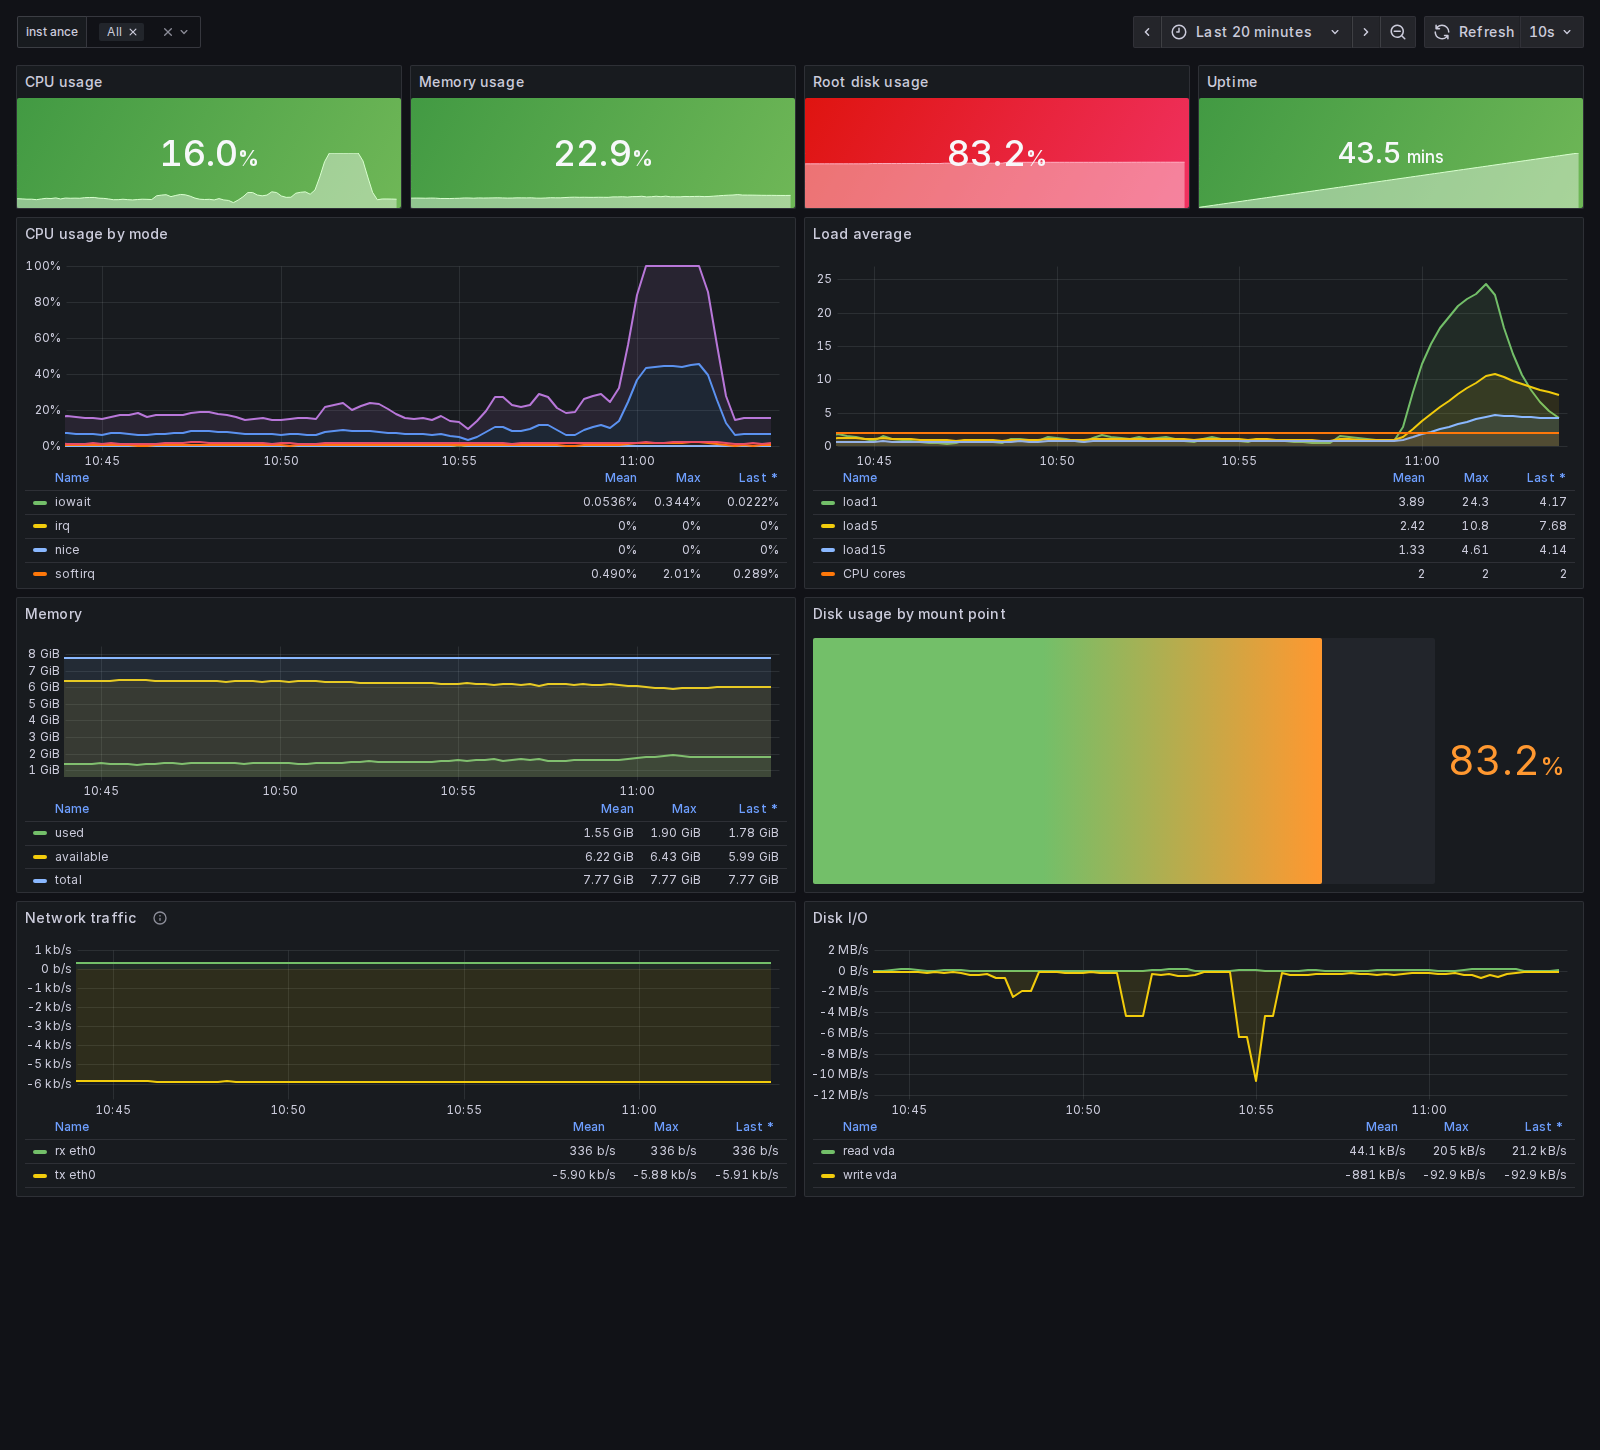 instance All Last 20 minutes Refresh 10s
CPU usage
16.0%
Memory usage
22.9%
Root disk usage
83.2%
Uptime
43.5 mins
CPU usage by mode
100%
80%
60%
40%
20%
0%
10:45 10:50 10:55 11:00
Name Mean Max Last *
iowait 0.0536% 0.344% 0.0222%
irq 0% 0% 0%
nice 0% 0% 0%
softirq 0.490% 2.01% 0.289%
Load average
25
20
15
10
5
0
10:45 10:50 10:55 11:00
Name Mean Max Last *
load1 3.89 24.3 4.17
load5 2.42 10.8 7.68
load15 1.33 4.61 4.14
CPU cores 2 2 2
Memory
8 GiB
7 GiB
6 GiB
5 GiB
4 GiB
3 GiB
2 GiB
1 GiB
10:45 10:50 10:55 11:00
Name Mean Max Last *
used 1.55 GiB 1.90 GiB 1.78 GiB
available 6.22 GiB 6.43 GiB 5.99 GiB
total 7.77 GiB 7.77 GiB 7.77 GiB
Disk usage by mount point
83.2%
Network traffic
1 kb/s
0 b/s
-1 kb/s
-2 kb/s
-3 kb/s
-4 kb/s
-5 kb/s
-6 kb/s
10:45 10:50 10:55 11:00
Name Mean Max Last *
rx eth0 336 b/s 336 b/s 336 b/s
tx eth0 -5.90 kb/s -5.88 kb/s -5.91 kb/s
Disk I/O
2 MB/s
0 B/s
-2 MB/s
-4 MB/s
-6 MB/s
-8 MB/s
-10 MB/s
-12 MB/s
10:45 10:50 10:55 11:00
Name Mean Max Last *
read vda 44.1 kB/s 205 kB/s 21.2 kB/s
write vda -881 kB/s -92.9 kB/s -92.9 kB/s